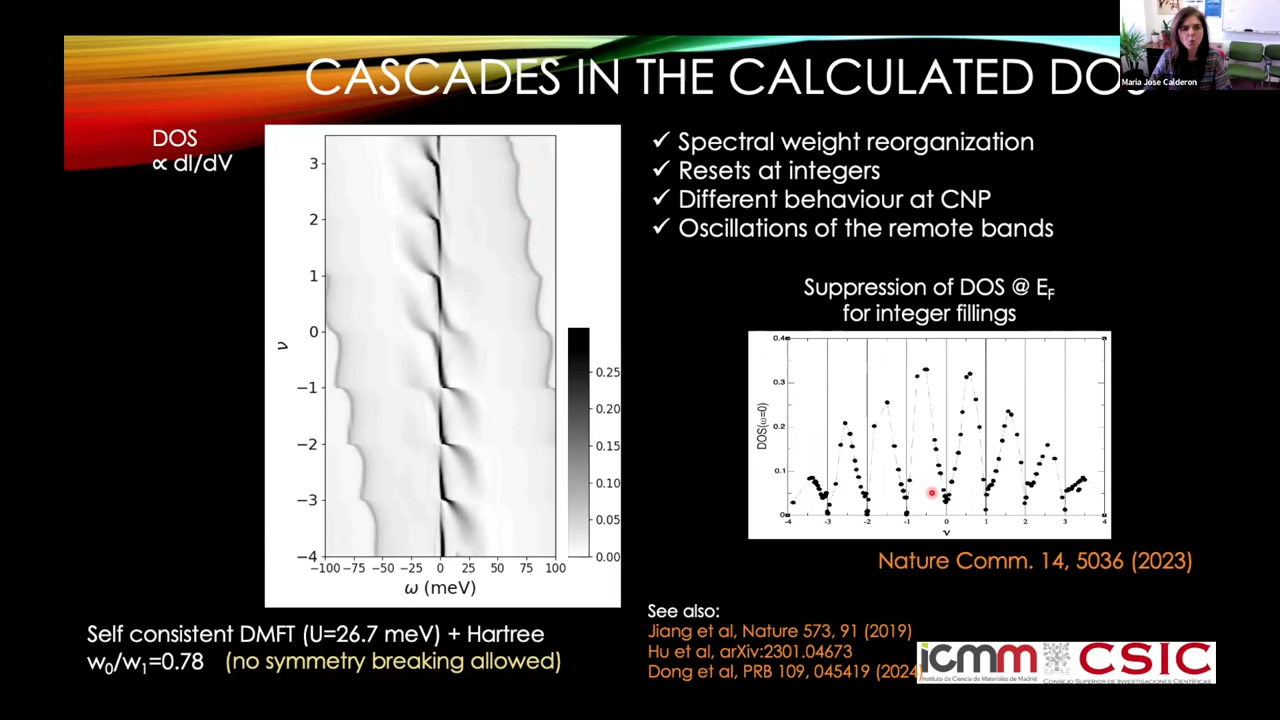 CASCADES IN THE CALCULATED DOS
Maria Jose Calderon
DOS
∝ dI/dV
3
2
1
0
−1
−2
−3
−4
ν
−100 −75 −50 −25 0 25 50 75 100
ω (meV)
0.25
0.20
0.15
0.10
0.05
0.00
✓ Spectral weight reorganization
✓ Resets at integers
✓ Different behaviour at CNP
✓ Oscillations of the remote bands
Suppression of DOS @ E_F
for integer fillings
0.4
0.3
0.2
0.1
0
DOS(ω=0)
-4 -3 -2 -1 0 1 2 3 4
ν
Nature Comm. 14, 5036 (2023)
Self consistent DMFT (U=26.7 meV) + Hartree
w₀/w₁=0.78 (no symmetry breaking allowed)
See also:
Jiang et al, Nature 573, 91 (2019)
Hu et al, arXiv:2301.04673
Dong et al, PRB 109, 045419 (2024)
icmm
Instituto de Ciencia de Materiales de Madrid
CSIC
CONSEJO SUPERIOR DE INVESTIGACIONES CIENTÍFICAS